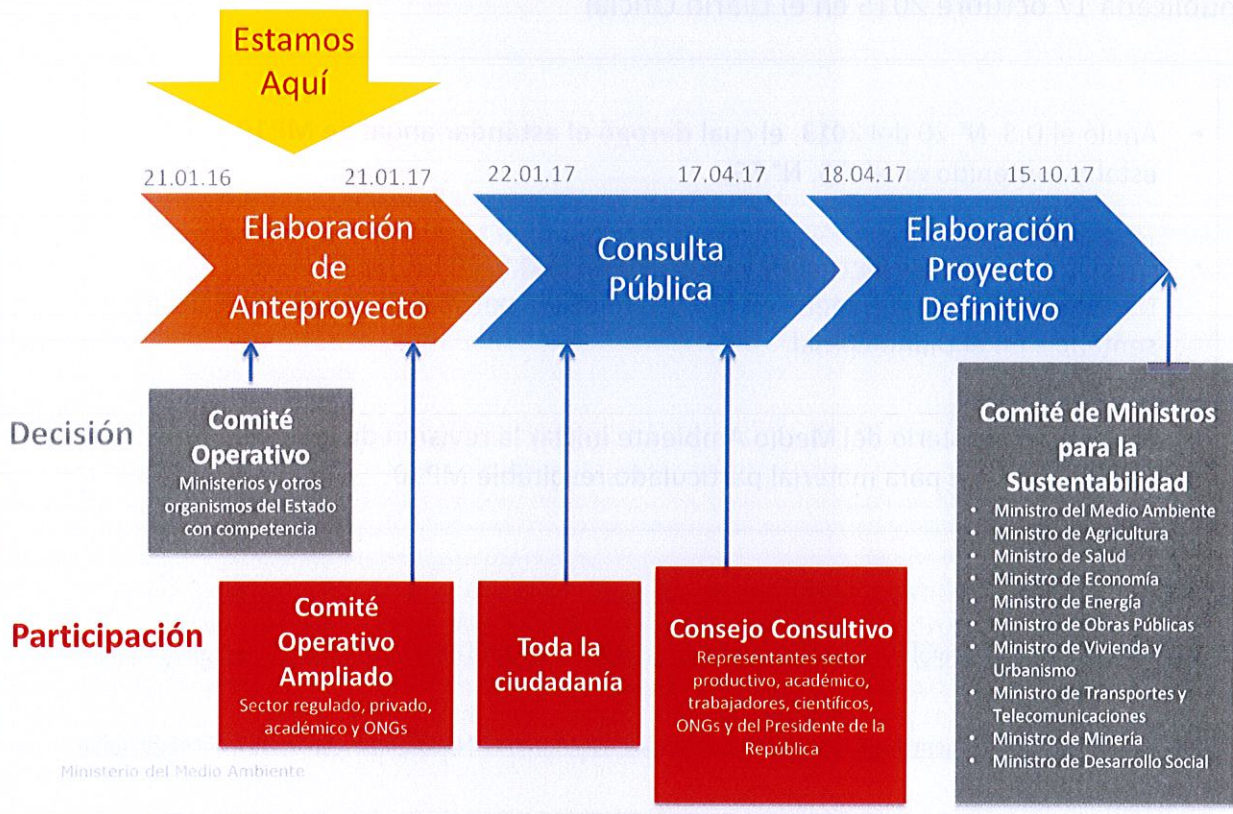 Estamos
Aquí
21.01.16
21.01.17
22.01.17
17.04.17
18.04.17
15.10.17
Elaboración
de
Anteproyecto
Consulta
Pública
Elaboración
Proyecto
Definitivo
Decisión
Comité
Operativo
Ministerios y otros
organismos del Estado
con competencia
Comité de Ministros
para la
Sustentabilidad
• Ministro del Medio Ambiente
• Ministro de Agricultura
• Ministro de Salud
• Ministro de Economía
• Ministro de Energía
• Ministro de Obras Públicas
• Ministro de Vivienda y
Urbanismo
• Ministro de Transportes y
Telecomunicaciones
• Ministro de Minería
• Ministro de Desarrollo Social
Participación
Comité
Operativo
Ampliado
Sector regulado, privado,
académico y ONGs
Toda la
ciudadanía
Consejo Consultivo
Representantes sector
productivo, académico,
trabajadores, científicos,
ONGs y del Presidente de la
República
Ministerio del Medio Ambiente